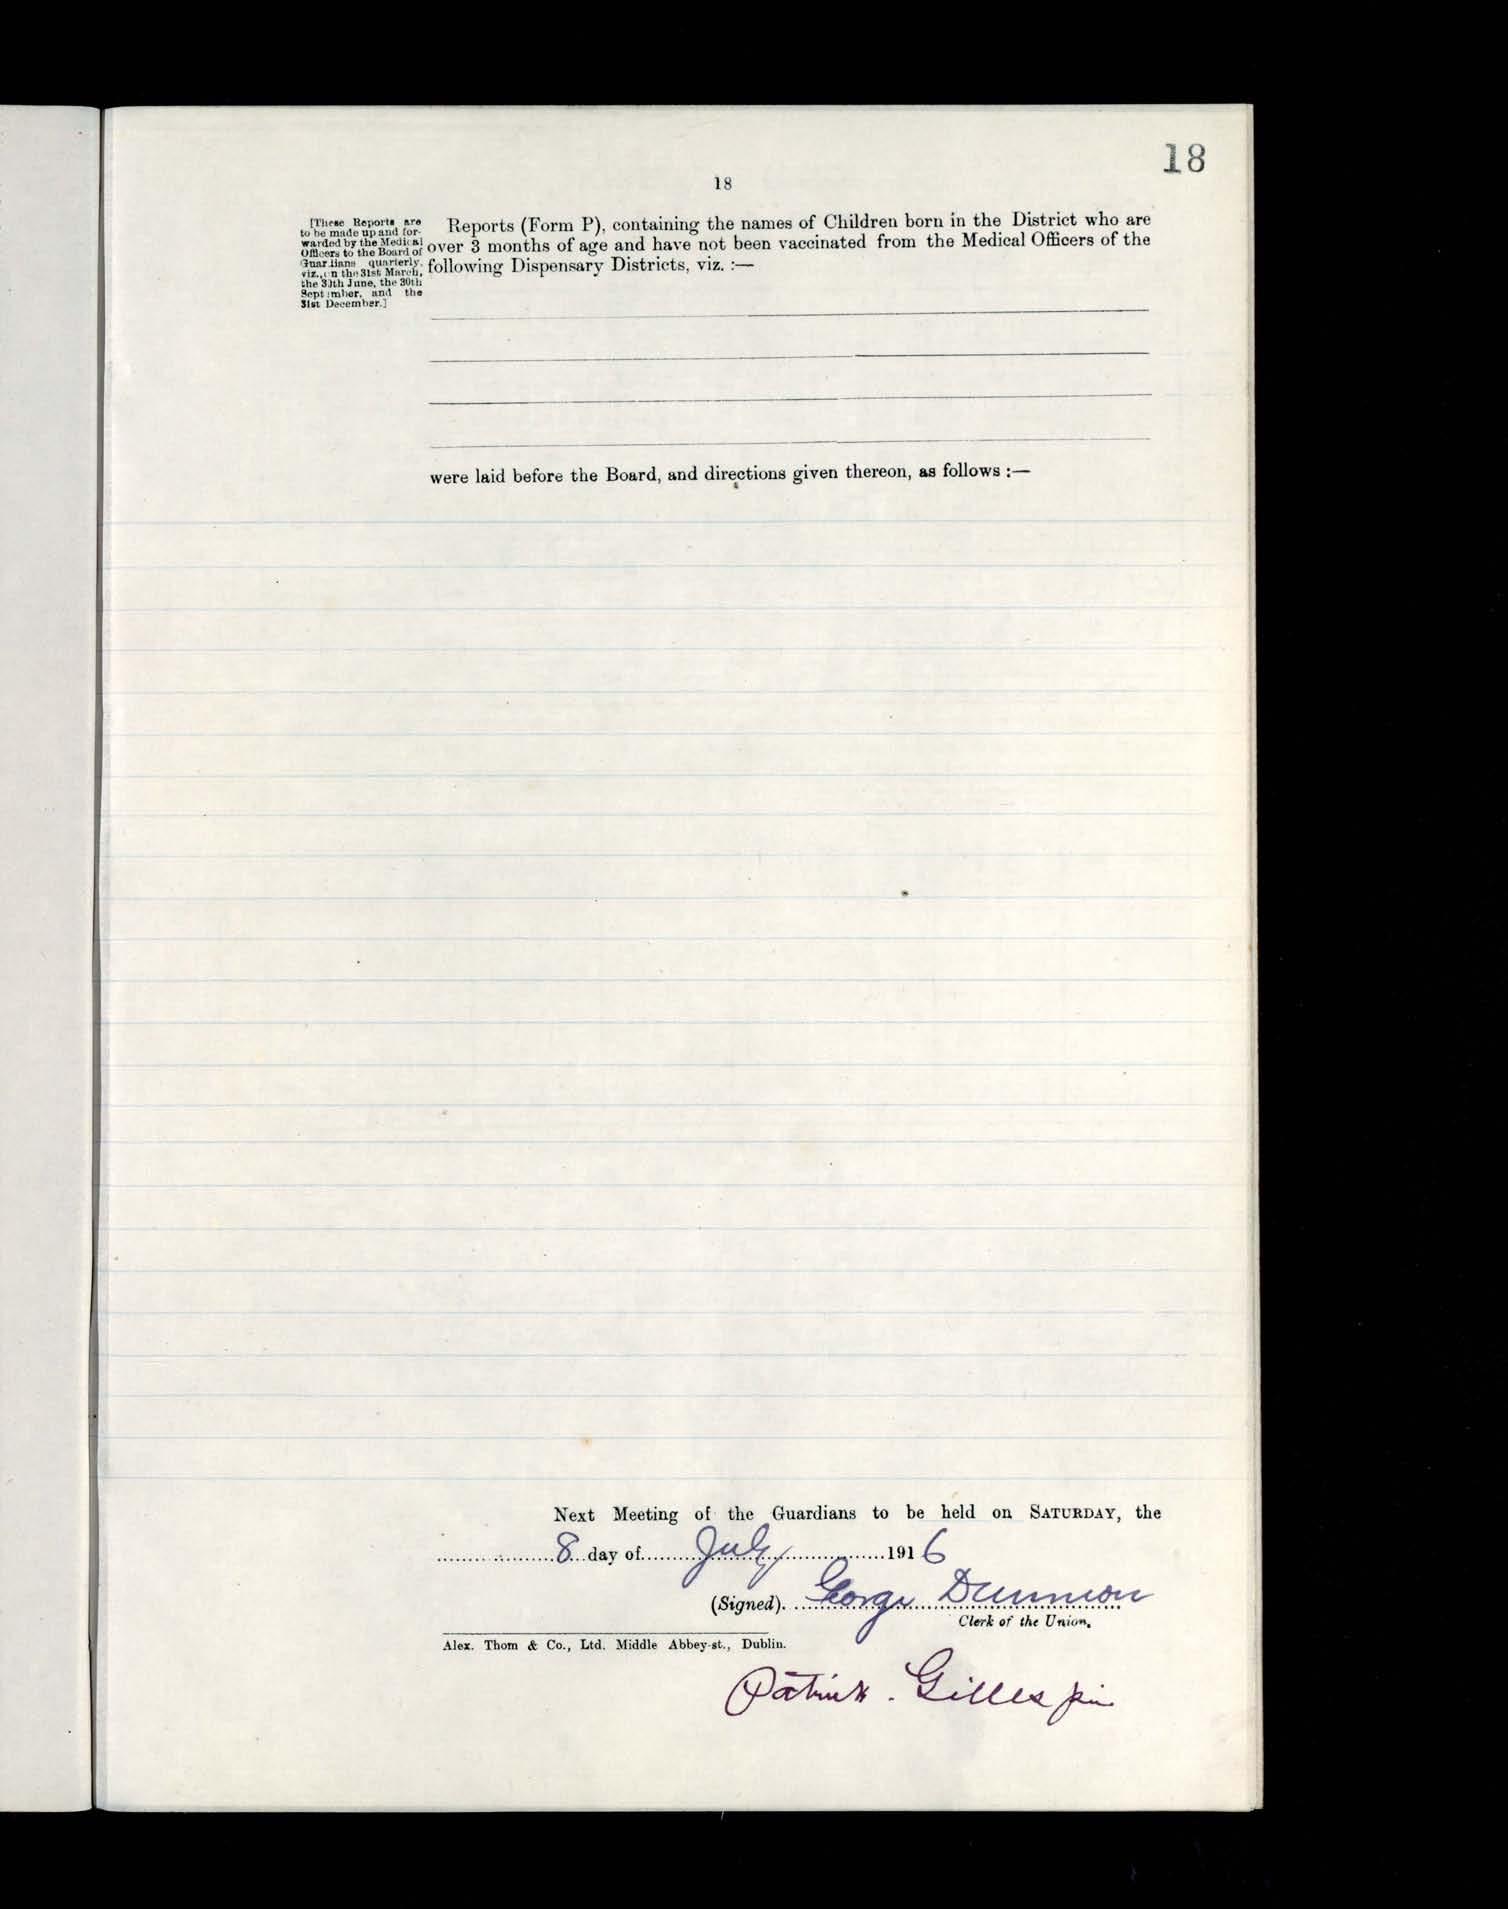 18
18
[These Reports are
to be made up and for-
warded by the Medical
Officers to the Board of
Guardians quarterly,
viz., on the 31st March,
the 30th June, the 30th
September, and the
31st December.]
Reports (Form P), containing the names of Children born in the District who are
over 3 months of age and have not been vaccinated from the Medical Officers of the
following Dispensary Districts, viz. :—
were laid before the Board, and directions given thereon, as follows :—
Next Meeting of the Guardians to be held on SATURDAY, the
8 day of July 1916
(Signed). George Dunnion
Clerk of the Union.
Alex. Thom & Co., Ltd. Middle Abbey-st., Dublin.
Patrick. Gillespie